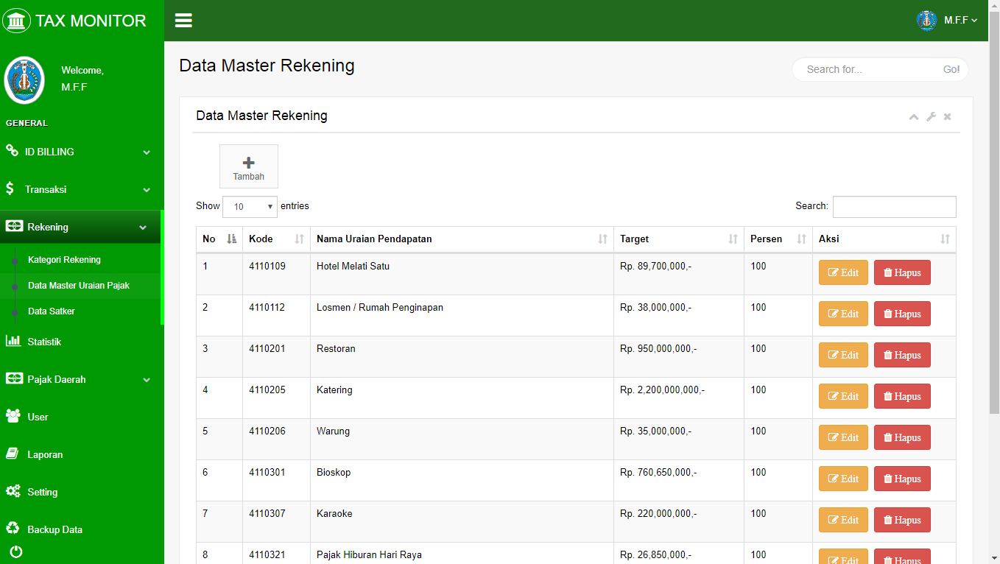 TAX MONITOR
M.F.F
Welcome,
M.F.F
GENERAL
ID BILLING
Transaksi
Rekening
Kategori Rekening
Data Master Uraian Pajak
Data Satker
Statistik
Pajak Daerah
User
Laporan
Setting
Backup Data
Data Master Rekening
Search for... Go!
Data Master Rekening
Tambah
Show 10 entries Search:
No Kode Nama Uraian Pendapatan Target Persen Aksi
1 4110109 Hotel Melati Satu Rp. 89,700,000,- 100 Edit Hapus
2 4110112 Losmen / Rumah Penginapan Rp. 38,000,000,- 100 Edit Hapus
3 4110201 Restoran Rp. 950,000,000,- 100 Edit Hapus
4 4110205 Katering Rp. 2,200,000,000,- 100 Edit Hapus
5 4110206 Warung Rp. 35,000,000,- 100 Edit Hapus
6 4110301 Bioskop Rp. 760,650,000,- 100 Edit Hapus
7 4110307 Karaoke Rp. 220,000,000,- 100 Edit Hapus
8 4110321 Pajak Hiburan Hari Raya Rp. 26,850,000,- 100 Edit Hapus